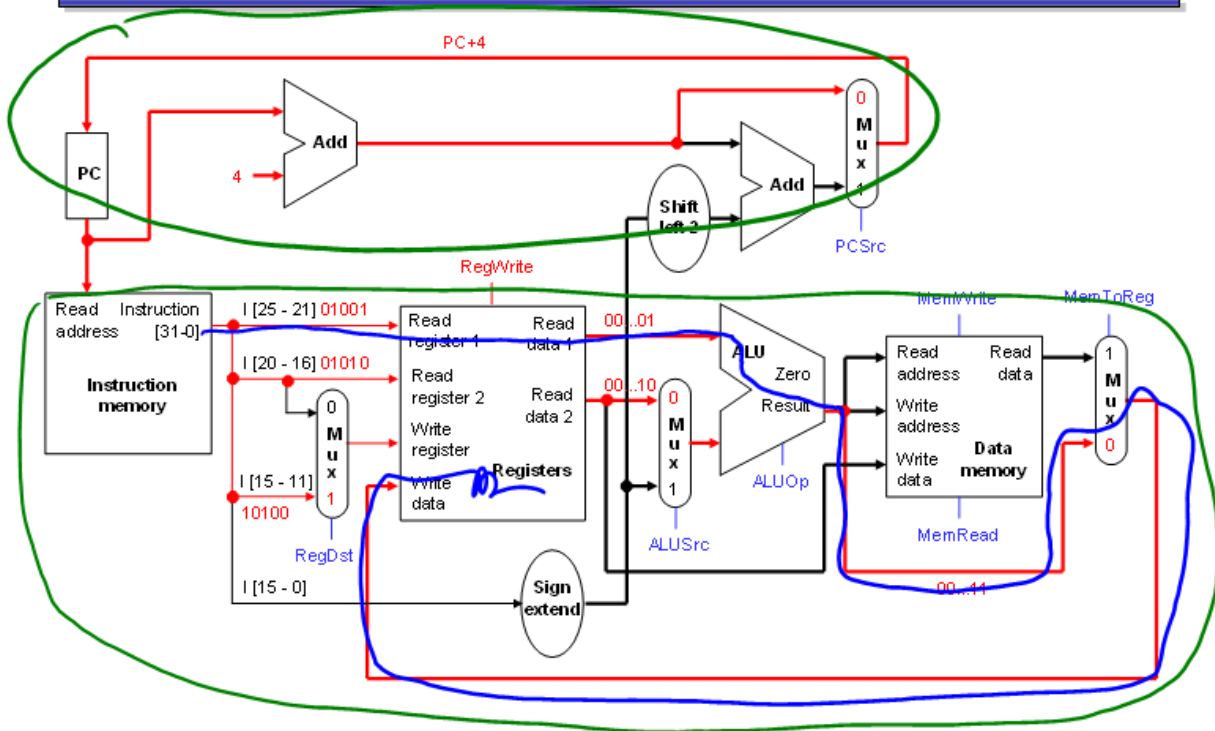 PC+4
PC
Add
4
0
M
u
x
1
Add
Shift
left 2
PCSrc
RegWrite
MemWrite
MemToReg
Read
address
Instruction
[31-0]
Instruction
memory
I [25 - 21] 01001
I [20 - 16] 01010
0
M
u
x
1
I [15 - 11]
10100
RegDst
I [15 - 0]
Read
register 1
Read
data 1
Read
register 2
Read
data 2
Write
register
Write
data
Registers
00...01
00...10
0
M
u
x
1
ALUSrc
ALU
Zero
Result
ALUOp
Read
address
Read
data
Write
address
Write
data
Data
memory
MemRead
1
M
u
x
0
00...11
Sign
extend